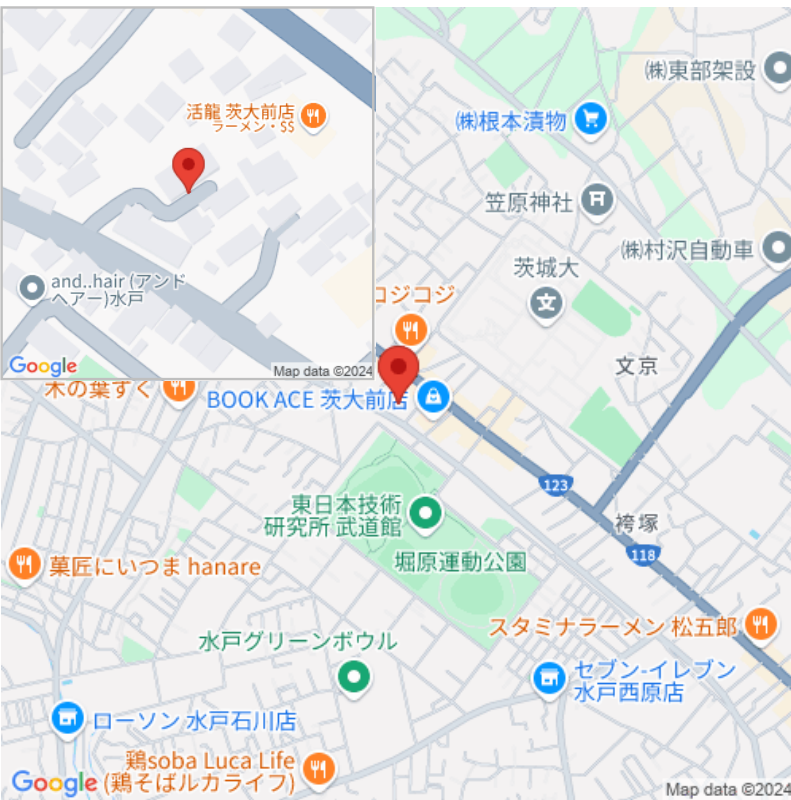 活龍 茨大前店
ラーメン・$$
and..hair (アンド
ヘアー)水戸
Google
Map data ©2024
㈱東部架設
㈱根本漬物
笠原神社
㈱村沢自動車
茨城大
コジコジ
文京
木の葉ずく
BOOK ACE 茨大前店
123
東日本技術
研究所 武道館
袴塚
118
堀原運動公園
菓匠にいつま hanare
スタミナラーメン 松五郎
水戸グリーンボウル
セブン-イレブン
水戸西原店
ローソン 水戸石川店
鶏soba Luca Life
(鶏そばルカライフ)
Google
Map data ©2024